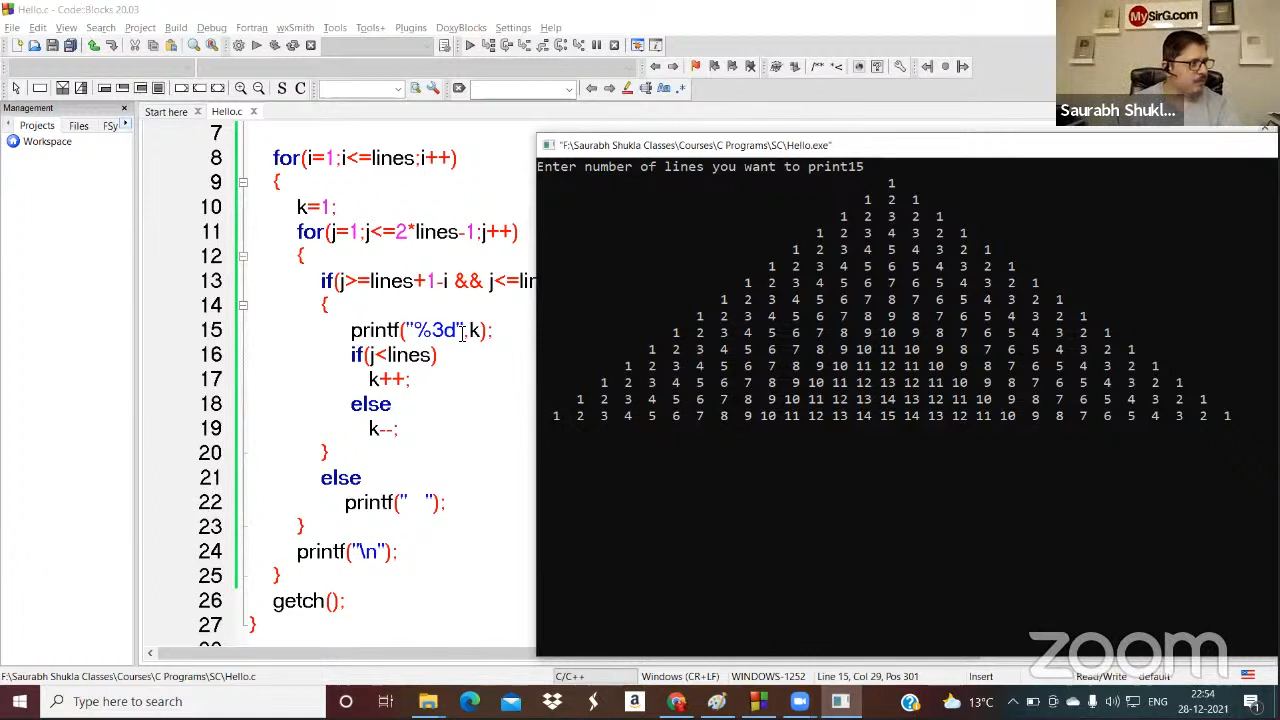 Hello.c - Code::Blocks 20.03
File Edit View Search Project Build Debug Fortran wxSmith Tools Tools+ Plugins DoxyBlocks Settings Help
MySirG.com
Saurabh Shukl...
Management
Projects Files FSy
Workspace
Start here Hello.c
7
8 for(i=1;i<=lines;i++)
9 {
10 k=1;
11 for(j=1;j<=2*lines-1;j++)
12 {
13 if(j>=lines+1-i && j<=lin
14 {
15 printf("%3d",k);
16 if(j<lines)
17 k++;
18 else
19 k--;
20 }
21 else
22 printf("   ");
23 }
24 printf("\n");
25 }
26 getch();
27 }
"F:\Saurabh Shukla Classes\Courses\C Programs\SC\Hello.exe"
Enter number of lines you want to print15
1
1 2 1
1 2 3 2 1
1 2 3 4 3 2 1
1 2 3 4 5 4 3 2 1
1 2 3 4 5 6 5 4 3 2 1
1 2 3 4 5 6 7 6 5 4 3 2 1
1 2 3 4 5 6 7 8 7 6 5 4 3 2 1
1 2 3 4 5 6 7 8 9 8 7 6 5 4 3 2 1
1 2 3 4 5 6 7 8 9 10 9 8 7 6 5 4 3 2 1
1 2 3 4 5 6 7 8 9 10 11 10 9 8 7 6 5 4 3 2 1
1 2 3 4 5 6 7 8 9 10 11 12 11 10 9 8 7 6 5 4 3 2 1
1 2 3 4 5 6 7 8 9 10 11 12 13 12 11 10 9 8 7 6 5 4 3 2 1
1 2 3 4 5 6 7 8 9 10 11 12 13 14 13 12 11 10 9 8 7 6 5 4 3 2 1
1 2 3 4 5 6 7 8 9 10 11 12 13 14 15 14 13 12 11 10 9 8 7 6 5 4 3 2 1
zoom
F:\Saurabh Shukla Classes\Courses\C Programs\SC\Hello.c C/C++ Windows (CR+LF) WINDOWS-1252 Line 15, Col 29, Pos 301 Insert Read/Write default
Type here to search
13°C
22:54
28-12-2021